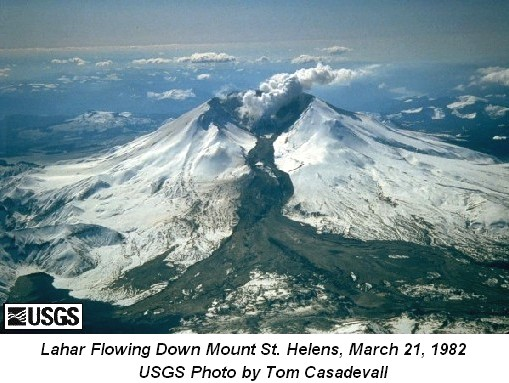 USGS
Lahar Flowing Down Mount St. Helens, March 21, 1982
USGS Photo by Tom Casadevall